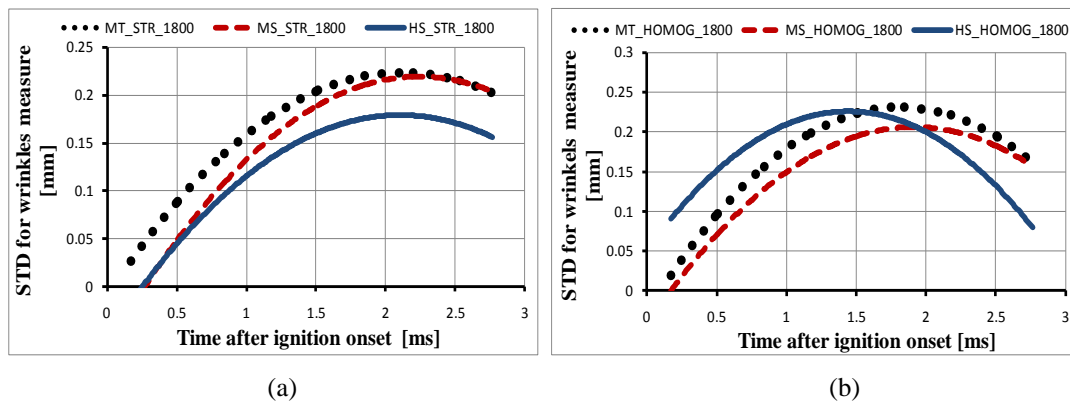 MT_STR_1800 MS_STR_1800 HS_STR_1800
STD for wrinkles measure
[mm]
0.25
0.2
0.15
0.1
0.05
0
0 0.5 1 1.5 2 2.5 3
Time after ignition onset [ms]
(a)
MT_HOMOG_1800 MS_HOMOG_1800 HS_HOMOG_1800
STD for wrinkels measure
[mm]
0.3
0.25
0.2
0.15
0.1
0.05
0
0 0.5 1 1.5 2 2.5 3
Time after ignition onset [ms]
(b)